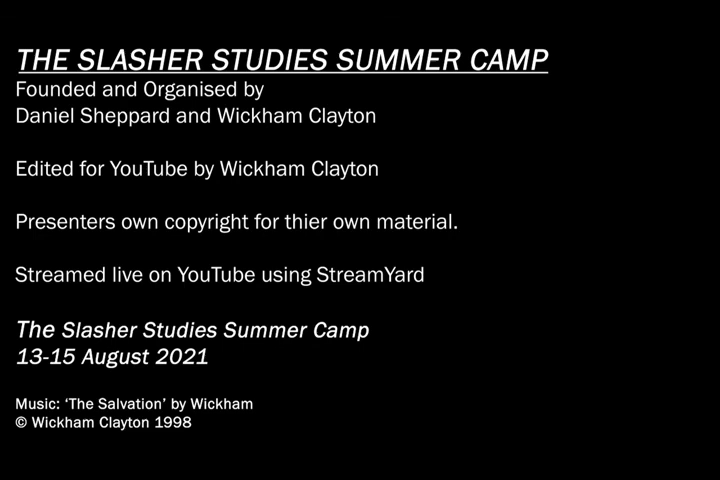 THE SLASHER STUDIES SUMMER CAMP
Founded and Organised by
Daniel Sheppard and Wickham Clayton
Edited for YouTube by Wickham Clayton
Presenters own copyright for thier own material.
Streamed live on YouTube using StreamYard
The Slasher Studies Summer Camp
13-15 August 2021
Music: ‘The Salvation’ by Wickham
© Wickham Clayton 1998